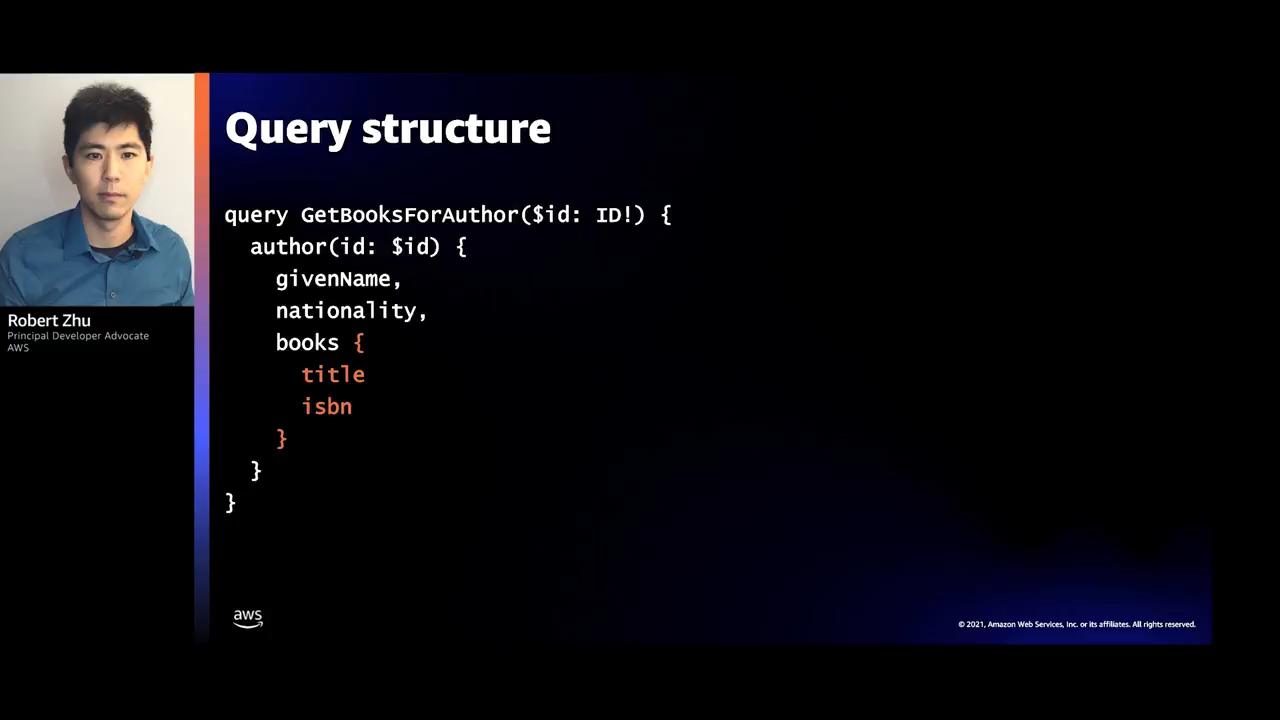 Query structure
query GetBooksForAuthor($id: ID!) {
  author(id: $id) {
    givenName,
    nationality,
    books {
      title
      isbn
    }
  }
}
Robert Zhu
Principal Developer Advocate
AWS
aws
© 2021, Amazon Web Services, Inc. or its affiliates. All rights reserved.